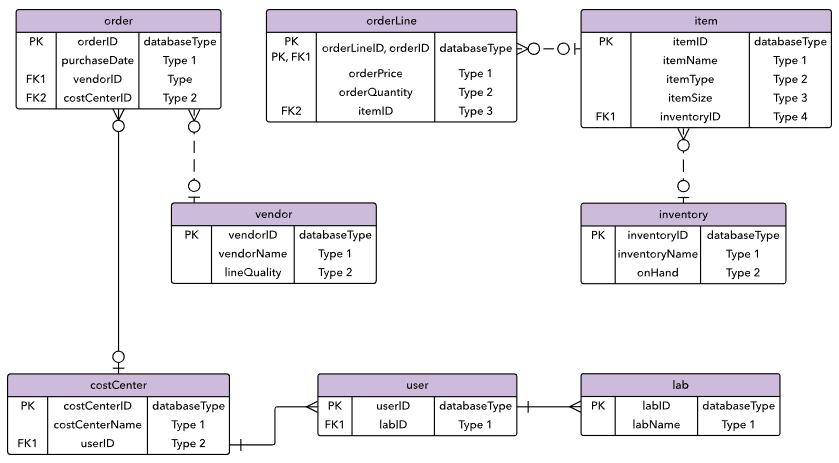 order
PK orderID databaseType
purchaseDate Type 1
FK1 vendorID Type
FK2 costCenterID Type 2
orderLine
PK
PK, FK1 orderLineID, orderID databaseType
orderPrice Type 1
orderQuantity Type 2
FK2 itemID Type 3
item
PK itemID databaseType
itemName Type 1
itemType Type 2
itemSize Type 3
FK1 inventoryID Type 4
vendor
PK vendorID databaseType
vendorName Type 1
lineQuality Type 2
inventory
PK inventoryID databaseType
inventoryName Type 1
onHand Type 2
costCenter
PK costCenterID databaseType
costCenterName Type 1
FK1 userID Type 2
user
PK userID databaseType
FK1 labID Type 1
lab
PK labID databaseType
labName Type 1